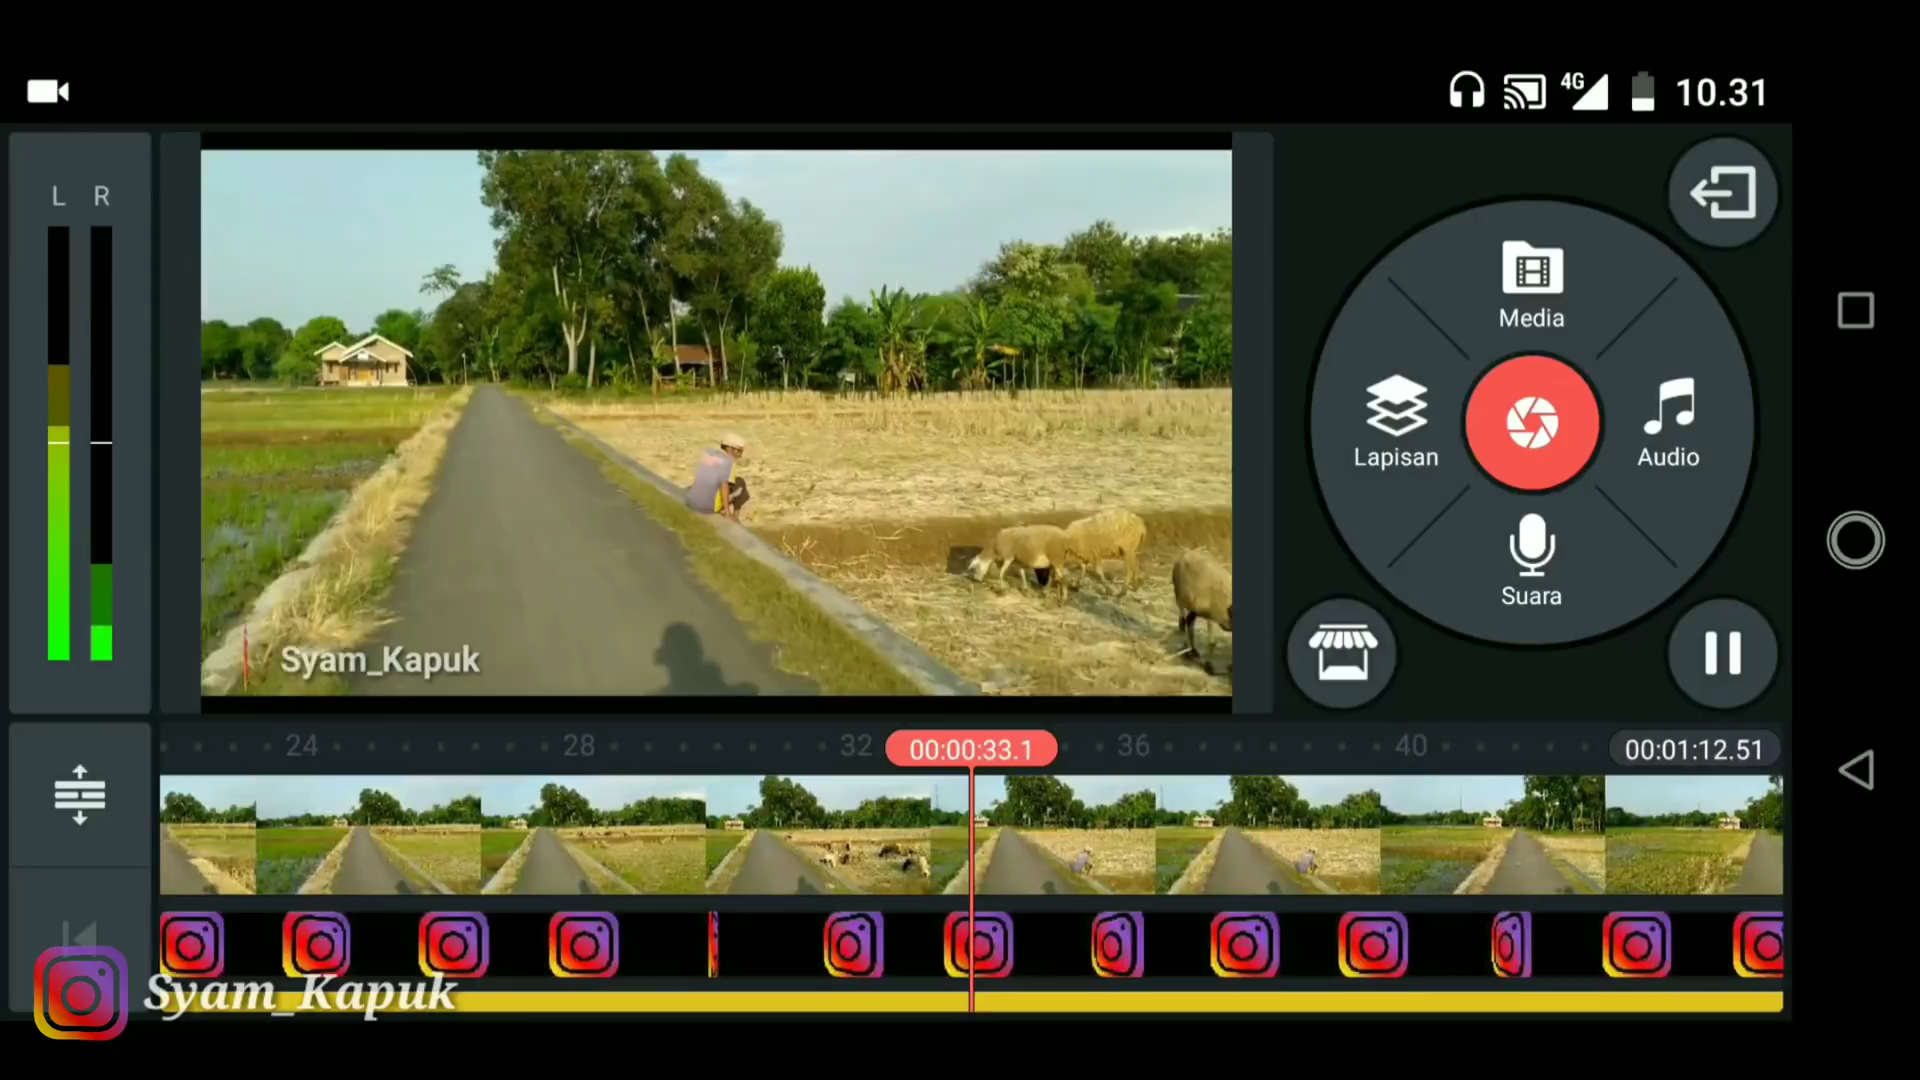 4G 10.31
L R
Media
Lapisan
Audio
Suara
Syam_Kapuk
24 28 32 00:00:33.1 36 40 00:01:12.51
Syam_Kapuk